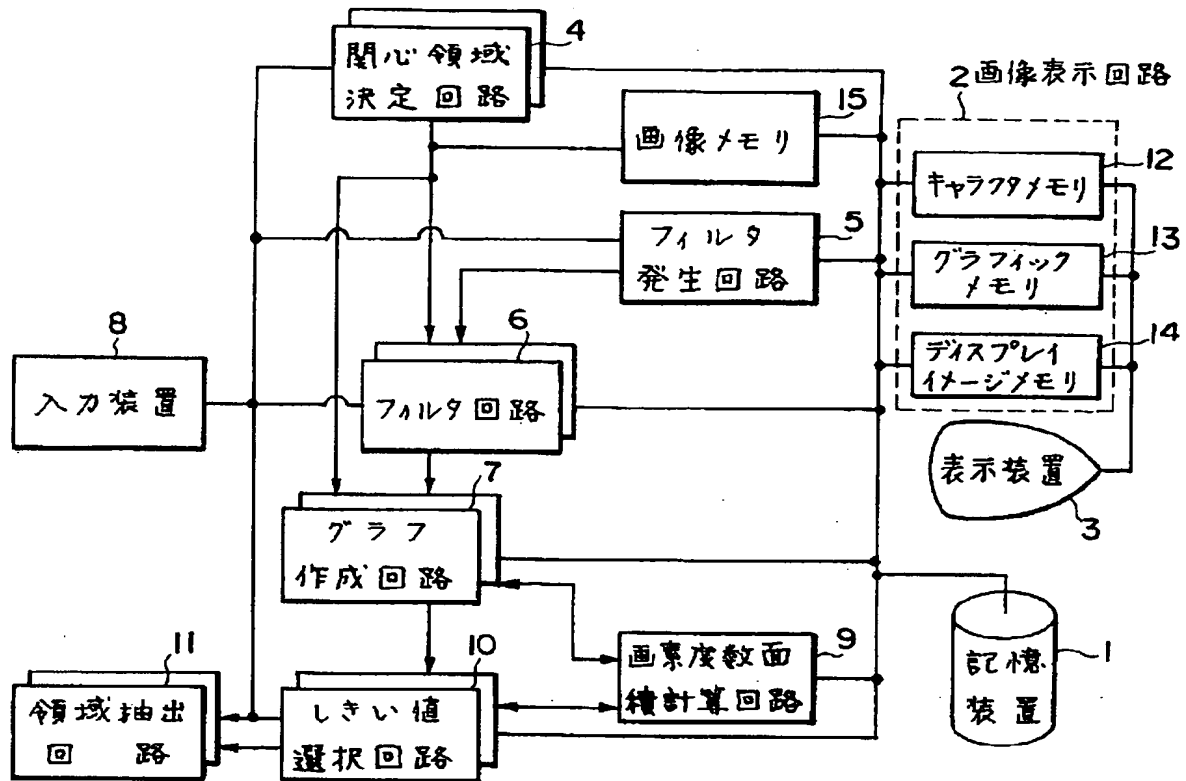 4
関心領域
決定回路
2画像表示回路
15
画像メモリ
12
キャラクタメモリ
5
フィルタ
発生回路
13
グラフィック
メモリ
6
フィルタ回路
8
入力装置
14
ディスプレイ
イメージメモリ
表示装置
3
7
グラフ
作成回路
9
画素度数面
積計算回路
1
記憶
装置
11
領域抽出
回路
10
しきい値
選択回路